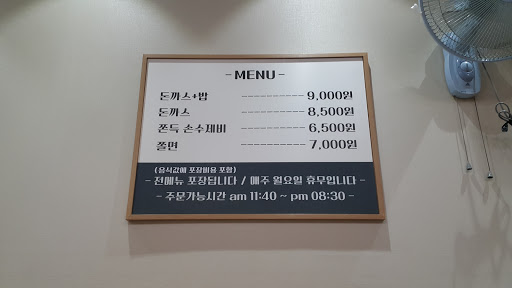 - MENU -
돈까스+밥 ---------- 9,000원
돈까스 ---------- 8,500원
쫀득 손수제비 ---------- 6,500원
쫄면 ---------- 7,000원
(음식값에 포장비용 포함)
- 전메뉴 포장됩니다 / 매주 월요일 휴무입니다 -
- 주문가능시간 am 11:40 ~ pm 08:30 -